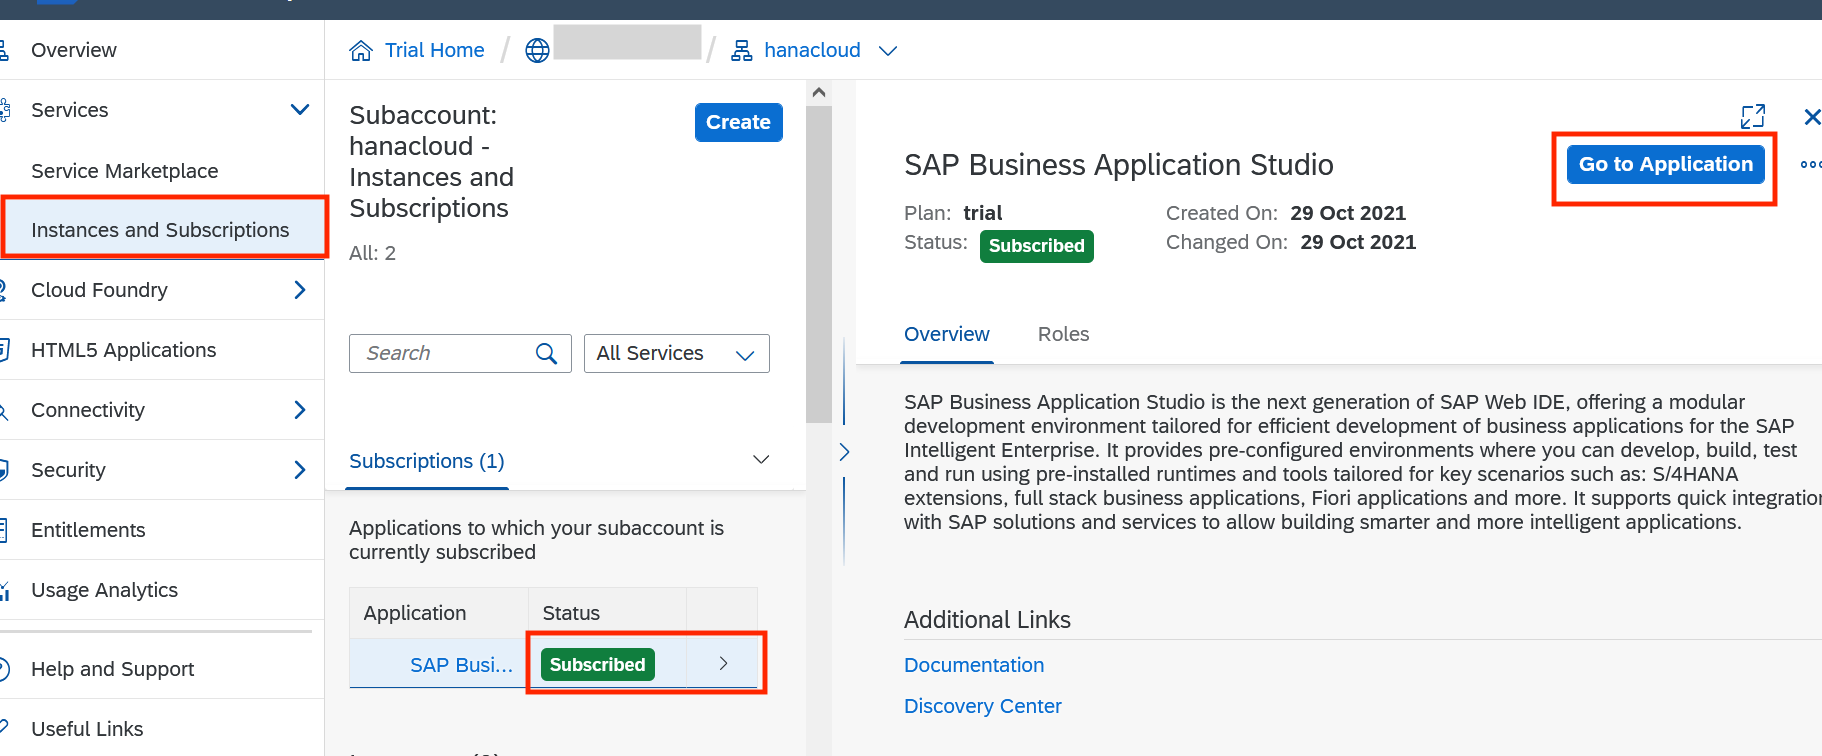 Overview
Services
Service Marketplace
Instances and Subscriptions
Cloud Foundry
HTML5 Applications
Connectivity
Security
Entitlements
Usage Analytics
Help and Support
Useful Links
Trial Home / / hanacloud
Subaccount:
hanacloud -
Instances and
Subscriptions
Create
All: 2
Search
All Services
Subscriptions (1)
Applications to which your subaccount is
currently subscribed
Application Status
SAP Busi... Subscribed
SAP Business Application Studio
Go to Application
Plan: trial
Status: Subscribed
Created On: 29 Oct 2021
Changed On: 29 Oct 2021
Overview Roles
SAP Business Application Studio is the next generation of SAP Web IDE, offering a modular
development environment tailored for efficient development of business applications for the SAP
Intelligent Enterprise. It provides pre-configured environments where you can develop, build, test
and run using pre-installed runtimes and tools tailored for key scenarios such as: S/4HANA
extensions, full stack business applications, Fiori applications and more. It supports quick integration
with SAP solutions and services to allow building smarter and more intelligent applications.
Additional Links
Documentation
Discovery Center